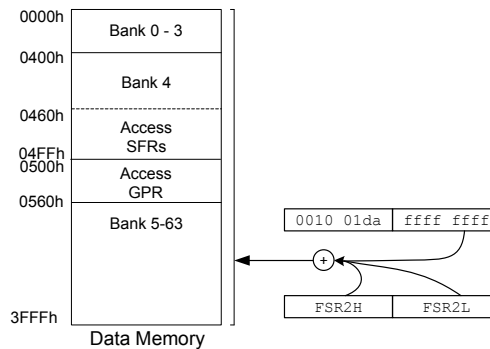 0000h
Bank 0 - 3
0400h
Bank 4
0460h
Access
SFRs
04FFh
0500h
Access
GPR
0560h
Bank 5-63
0010 01da ffff ffff
+
FSR2H FSR2L
3FFFh
Data Memory